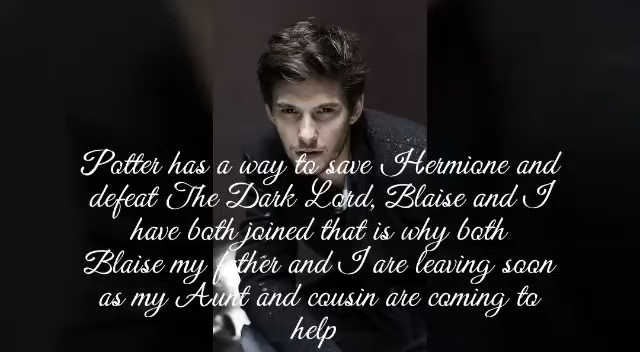 Potter has a way to save Hermione and
defeat The Dark Lord, Blaise and I
have both joined that is why both
Blaise my father and I are leaving soon
as my Aunt and cousin are coming to
help